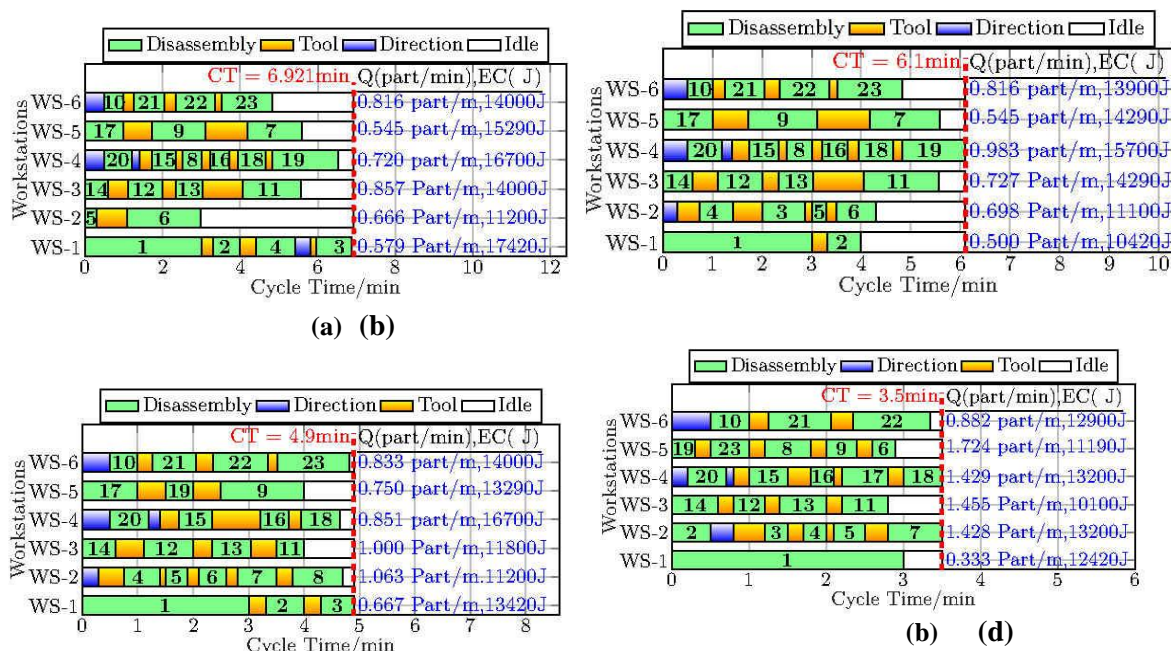 Disassembly Tool Direction Idle
CT = 6.921min Q(part/min),EC( J)
WS-6 10 21 22 23 0.816 part/m,14000J
WS-5 17 9 7 0.545 part/m,15290J
WS-4 20 15 8 16 18 19 0.720 part/m,16700J
WS-3 14 12 13 11 0.857 Part/m,14000J
WS-2 5 6 0.666 Part/m,11200J
WS-1 1 2 4 3 0.579 Part/m,17420J
Workstations
0 2 4 6 8 10 12
Cycle Time/min
(a) (b)
Disassembly Tool Direction Idle
CT = 6.1min Q(part/min),EC( J)
WS-6 10 21 22 23 0.816 part/m,13900J
WS-5 17 9 7 0.545 part/m,14290J
WS-4 20 15 8 16 18 19 0.983 part/m,15700J
WS-3 14 12 13 11 0.727 Part/m,14290J
WS-2 4 3 5 6 0.698 Part/m,11100J
WS-1 1 2 0.500 Part/m,10420J
Workstations
0 1 2 3 4 5 6 7 8 9 10
Cycle Time/min
Disassembly Direction Tool Idle
CT = 4.9min Q(part/min),EC( J)
WS-6 10 21 22 23 0.833 part/m,14000J
WS-5 17 19 9 0.750 part/m,13290J
WS-4 20 15 16 18 0.851 part/m,16700J
WS-3 14 12 13 11 1.000 Part/m,11800J
WS-2 4 5 6 7 8 1.063 Part/m.11200J
WS-1 1 2 3 0.667 Part/m,13420J
Workstations
0 1 2 3 4 5 6 7 8
Cycle Time/min
Disassembly Direction Tool Idle
CT = 3.5min Q(part/min),EC( J)
WS-6 10 21 22 0.882 part/m,12900J
WS-5 19 23 8 9 6 1.724 part/m,11190J
WS-4 20 15 16 17 18 1.429 part/m,13200J
WS-3 14 12 13 11 1.455 Part/m,10100J
WS-2 2 3 4 5 7 1.428 Part/m,13200J
WS-1 1 0.333 Part/m,12420J
Workstations
0 1 2 3 4 5 6
Cycle Time/min
(b) (d)